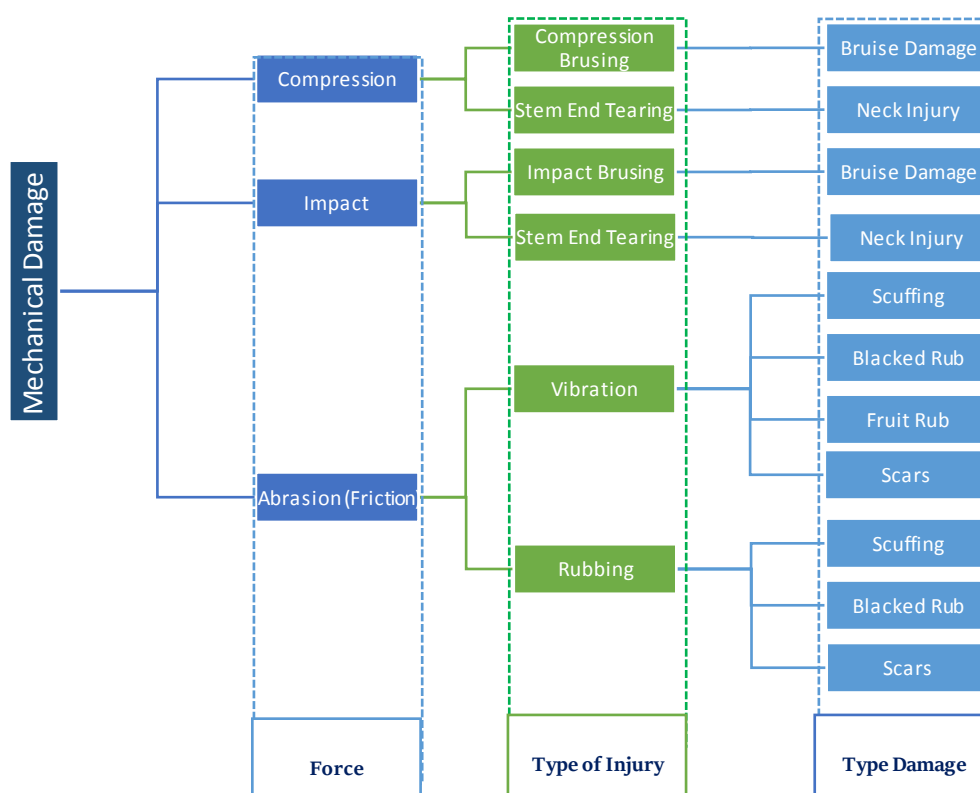 Mechanical Damage
Compression
Impact
Abrasion (Friction)
Compression
Brusing
Stem End Tearing
Impact Brusing
Stem End Tearing
Vibration
Rubbing
Bruise Damage
Neck Injury
Bruise Damage
Neck Injury
Scuffing
Blacked Rub
Fruit Rub
Scars
Scuffing
Blacked Rub
Scars
Force
Type of Injury
Type Damage